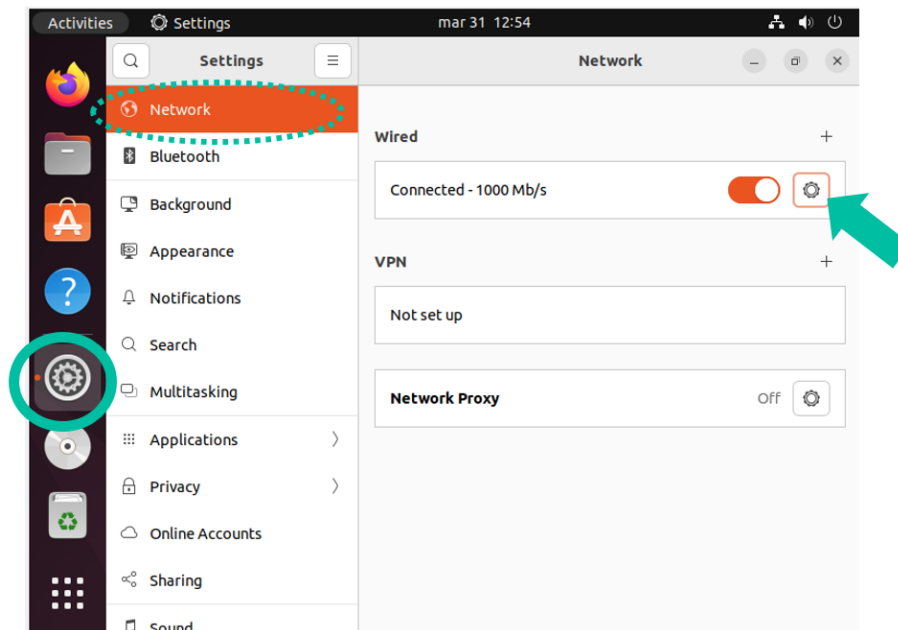 Activities Settings mar 31 12:54
Settings
Network
Network
Bluetooth
Background
Appearance
Notifications
Search
Multitasking
Applications
Privacy
Online Accounts
Sharing
Sound
Wired
Connected - 1000 Mb/s
VPN
Not set up
Network Proxy Off